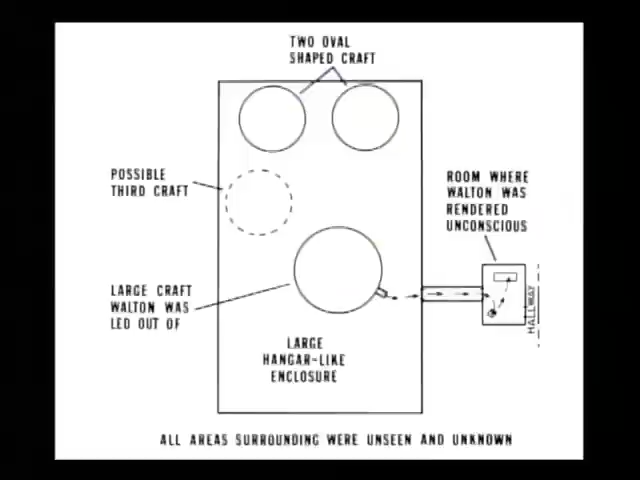 TWO OVAL
SHAPED CRAFT
POSSIBLE
THIRD CRAFT
ROOM WHERE
WALTON WAS
RENDERED
UNCONSCIOUS
LARGE CRAFT
WALTON WAS
LED OUT OF
HALLWAY
LARGE
HANGAR-LIKE
ENCLOSURE
ALL AREAS SURROUNDING WERE UNSEEN AND UNKNOWN